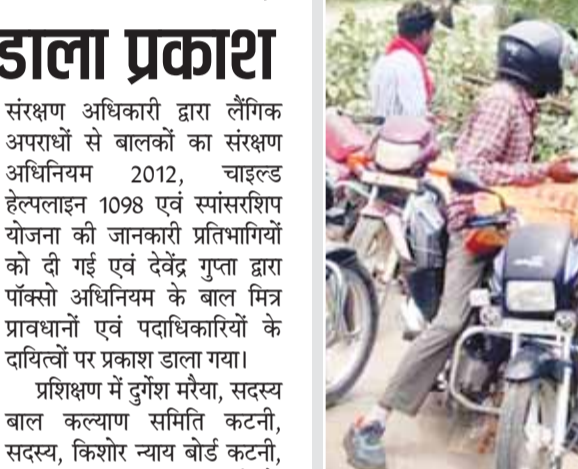 डाला प्रकाश
संरक्षण अधिकारी द्वारा लैंगिक
अपराधों से बालकों का संरक्षण
अधिनियम 2012, चाइल्ड
हेल्पलाइन 1098 एवं स्पांसरशिप
योजना की जानकारी प्रतिभागियों
को दी गई एवं देवेंद्र गुप्ता द्वारा
पॉक्सो अधिनियम के बाल मित्र
प्रावधानों एवं पदाधिकारियों के
दायित्वों पर प्रकाश डाला गया।
प्रशिक्षण में दुर्गेश मरैया, सदस्य
बाल कल्याण समिति कटनी,
सदस्य, किशोर न्याय बोर्ड कटनी,